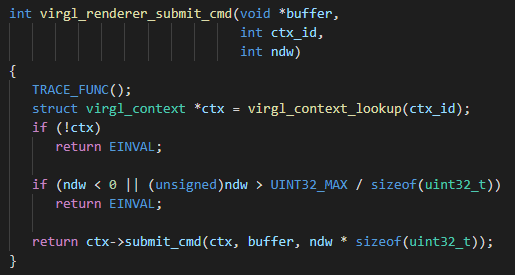 int virgl_renderer_submit_cmd(void *buffer,
int ctx_id,
int ndw)
{
TRACE_FUNC();
struct virgl_context *ctx = virgl_context_lookup(ctx_id);
if (!ctx)
return EINVAL;
if (ndw < 0 || (unsigned)ndw > UINT32_MAX / sizeof(uint32_t))
return EINVAL;
return ctx->submit_cmd(ctx, buffer, ndw * sizeof(uint32_t));
}